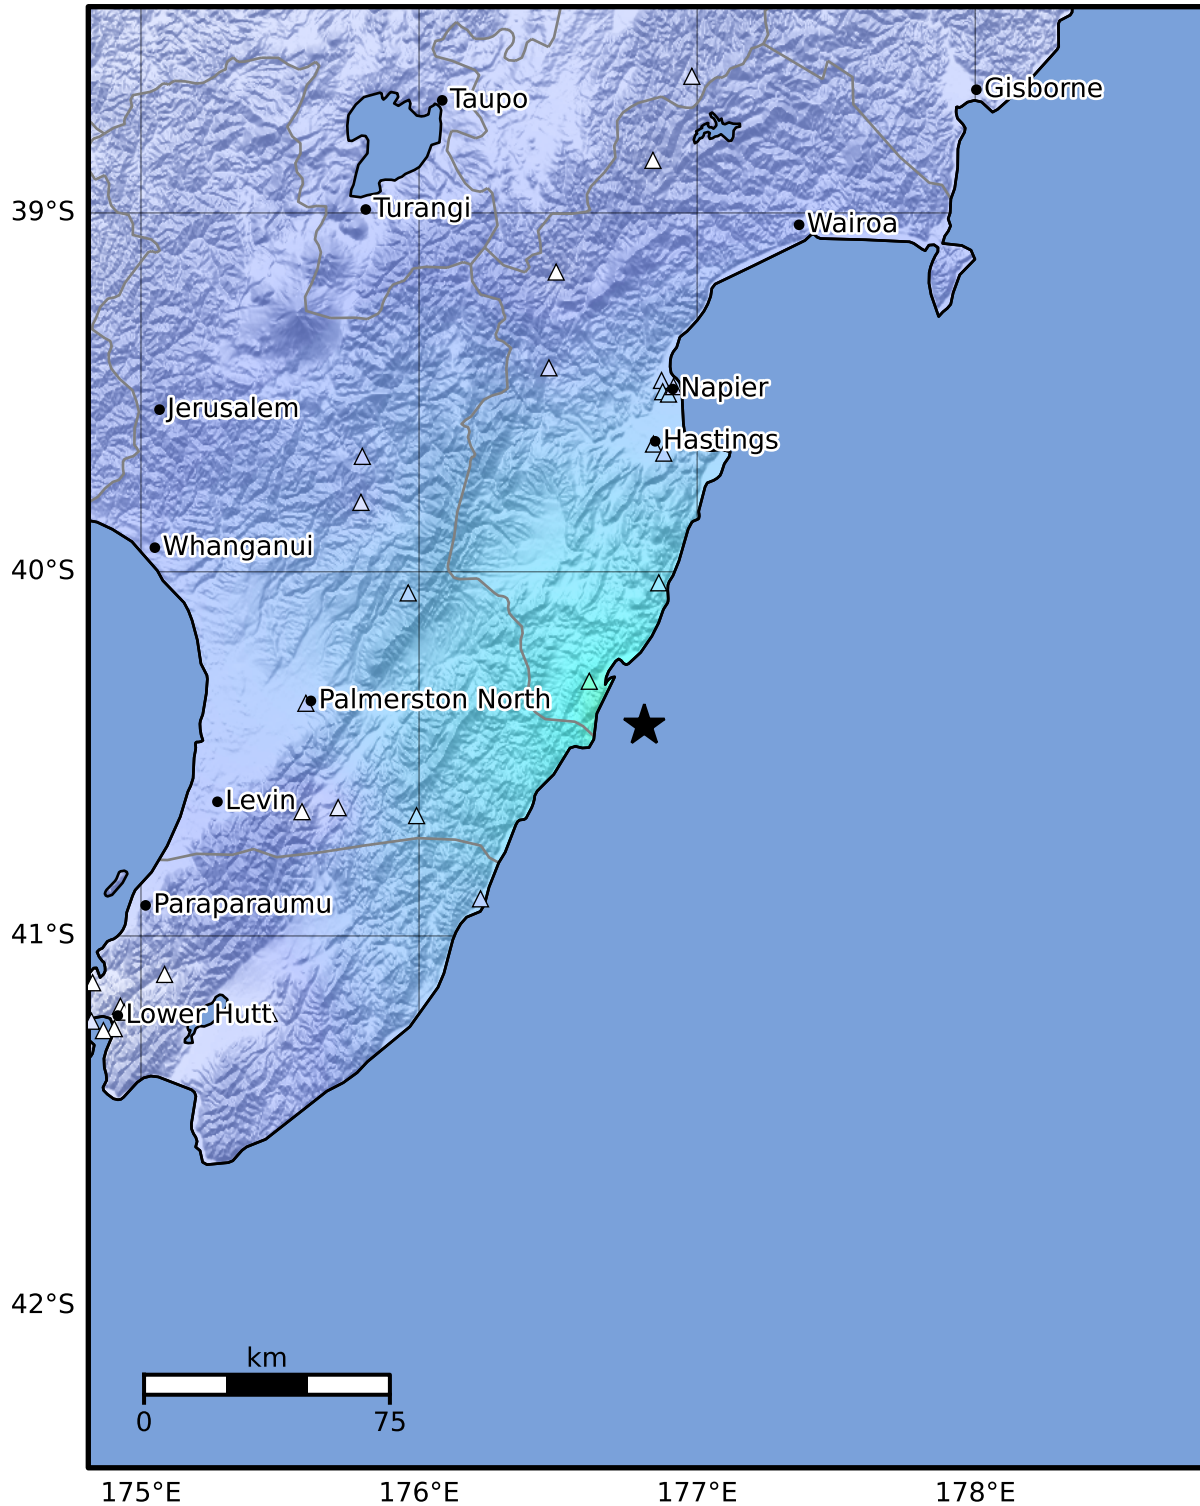 Gisborne
Taupo
39°S
Turangi
Wairoa
Napier
Jerusalem
Hastings
Whanganui
40°S
Palmerston North
Levin
Paraparaumu
41°S
Lower Hutt
42°S
km
0 75
175°E 176°E 177°E 178°E